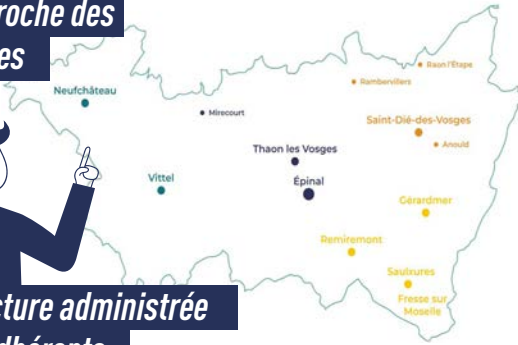 roche des
es
Raon l'Étape
Rambervillers
Neufchâteau
Mirecourt
Saint-Dié-des-Vosges
Anould
Thaon les Vosges
Vittel
Épinal
Gérardmer
Remiremont
Saulxures
Fresse sur
Moselle
cture administrée
dhérents